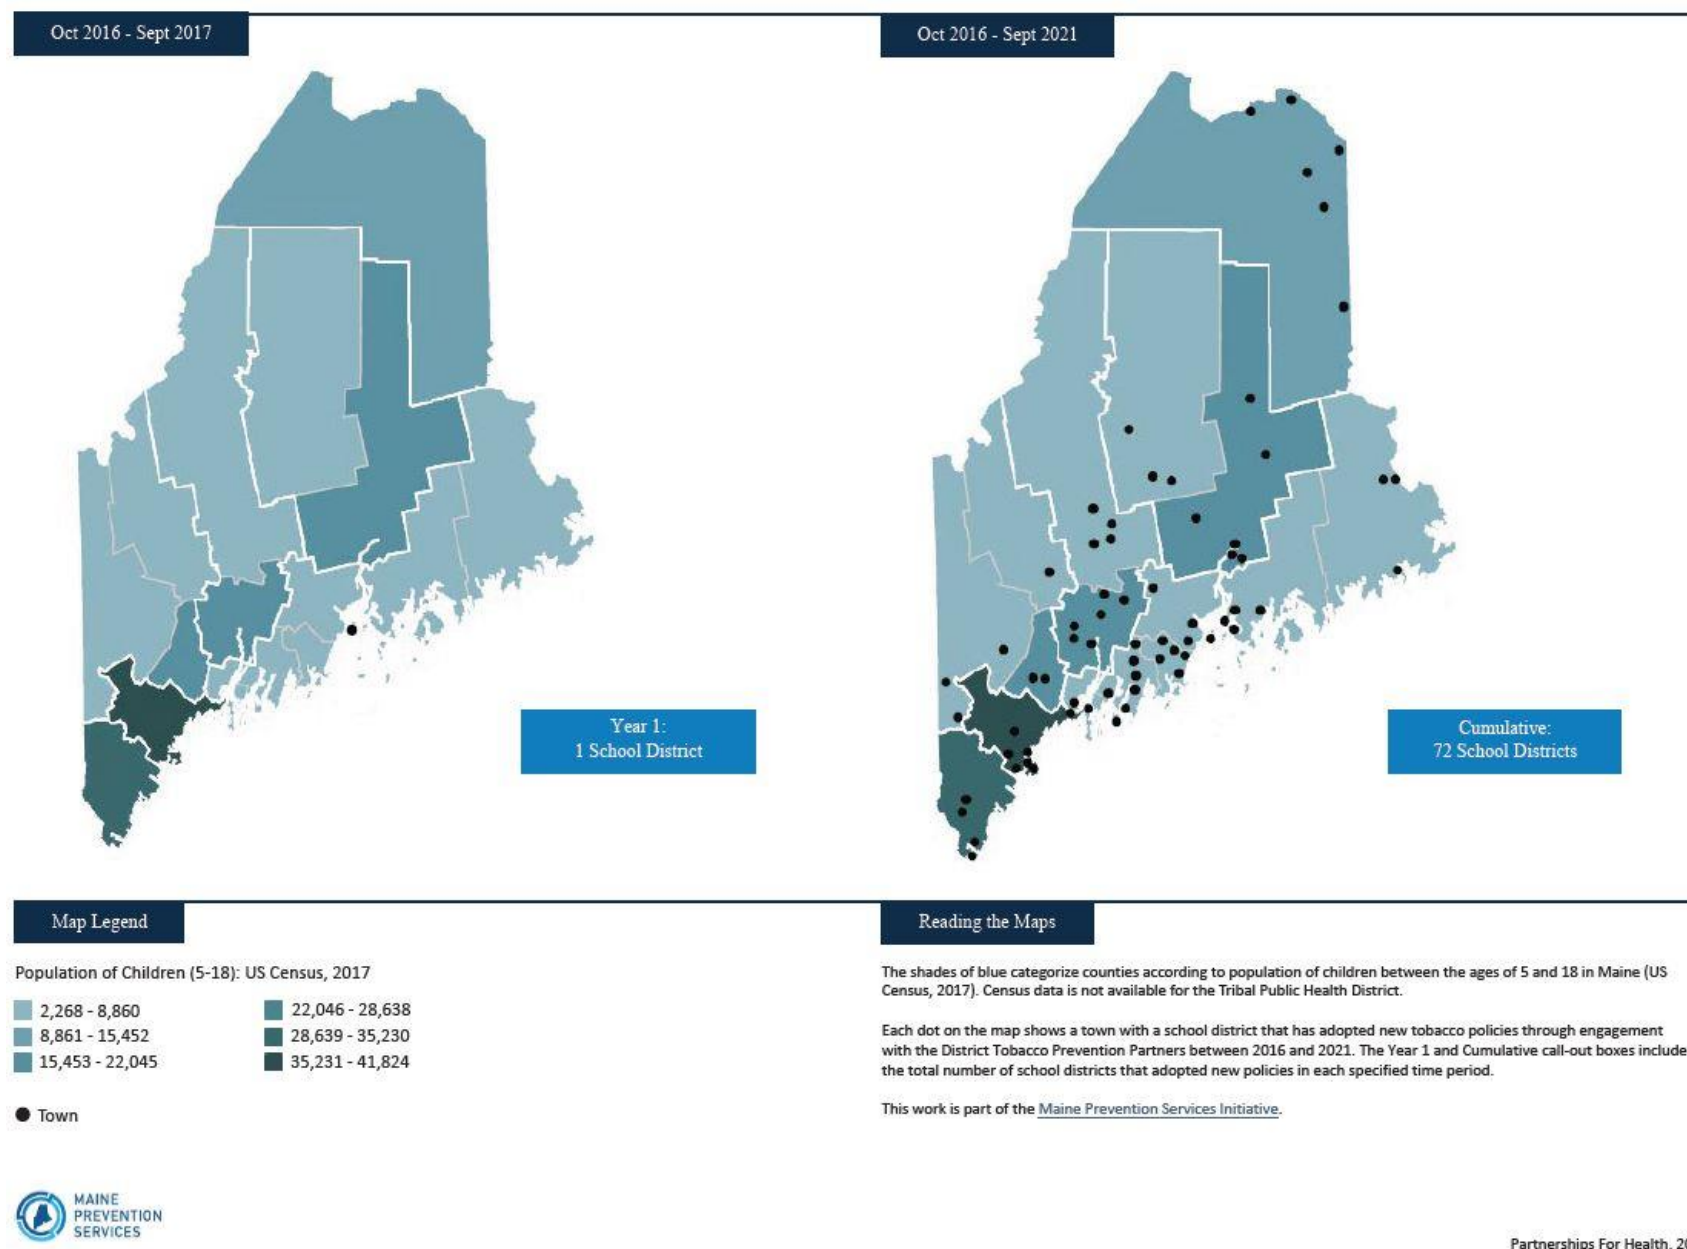 Oct 2016 - Sept 2017
Oct 2016 - Sept 2021
Year 1:
1 School District
Cumulative:
72 School Districts
Map Legend
Population of Children (5-18): US Census, 2017
2,268 - 8,860
8,861 - 15,452
15,453 - 22,045
22,046 - 28,638
28,639 - 35,230
35,231 - 41,824
Town
MAINE
PREVENTION
SERVICES
Reading the Maps
The shades of blue categorize counties according to population of children between the ages of 5 and 18 in Maine (US
Census, 2017). Census data is not available for the Tribal Public Health District.
Each dot on the map shows a town with a school district that has adopted new tobacco policies through engagement
with the District Tobacco Prevention Partners between 2016 and 2021. The Year 1 and Cumulative call-out boxes include
the total number of school districts that adopted new policies in each specified time period.
This work is part of the Maine Prevention Services Initiative.
Partnerships For Health, 20